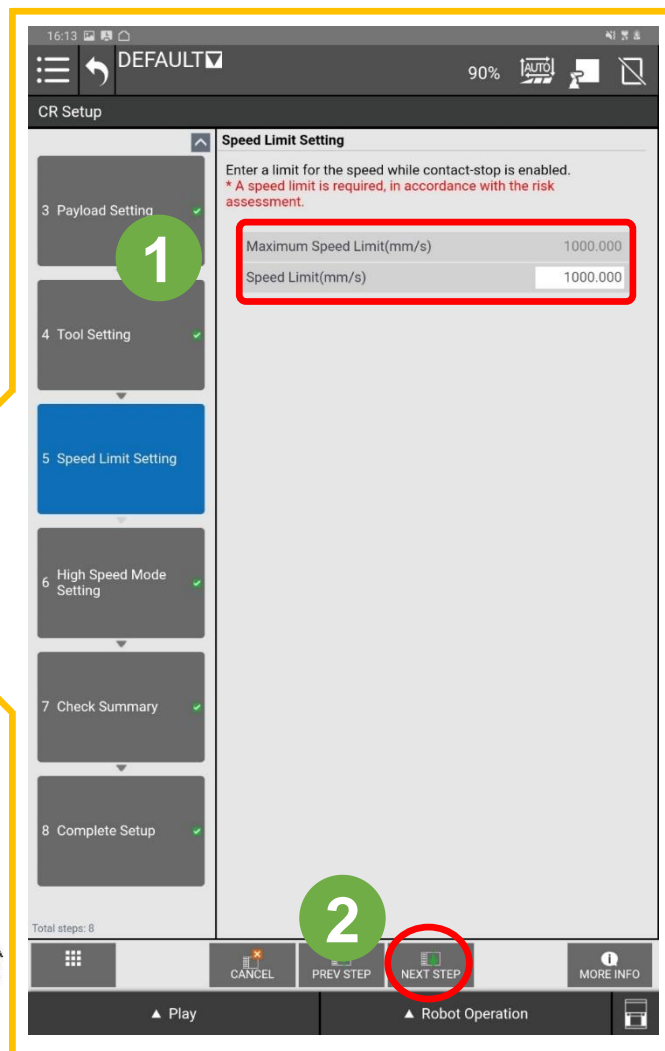 16:13
DEFAULT
90%
AUTO
CR Setup
3 Payload Setting
4 Tool Setting
5 Speed Limit Setting
6 High Speed Mode
Setting
7 Check Summary
8 Complete Setup
Total steps: 8
Speed Limit Setting
Enter a limit for the speed while contact-stop is enabled.
* A speed limit is required, in accordance with the risk
assessment.
Maximum Speed Limit(mm/s) 1000.000
Speed Limit(mm/s) 1000.000
1
2
CANCEL
PREV STEP
NEXT STEP
MORE INFO
▲ Play
▲ Robot Operation